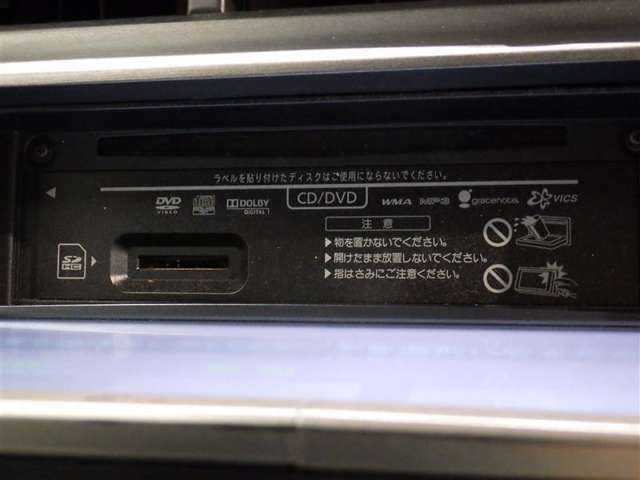 ラベルを貼り付けたディスクはご使用にならないでください。
DVD VIDEO COMPACT disc DOLBY DIGITAL CD/DVD WMA MP3 gracenote VICS
注意
▶物を置かないでください。
▶開けたまま放置しないでください。
▶指はさみにご注意ください。
SD HC